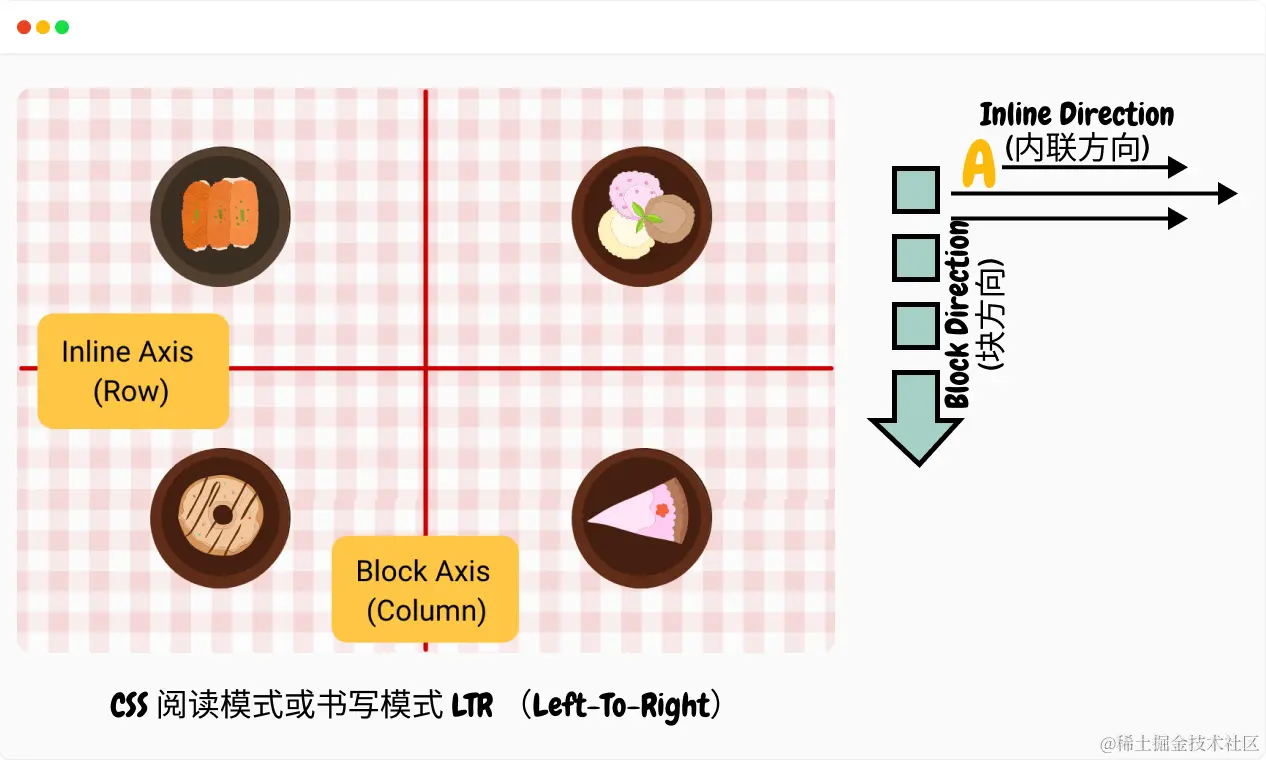 Inline Direction
(内联方向)
A
Block Direction
(块方向)
Inline Axis
(Row)
Block Axis
(Column)
CSS 阅读模式或书写模式 LTR （Left-To-Right）
@稀土掘金技术社区